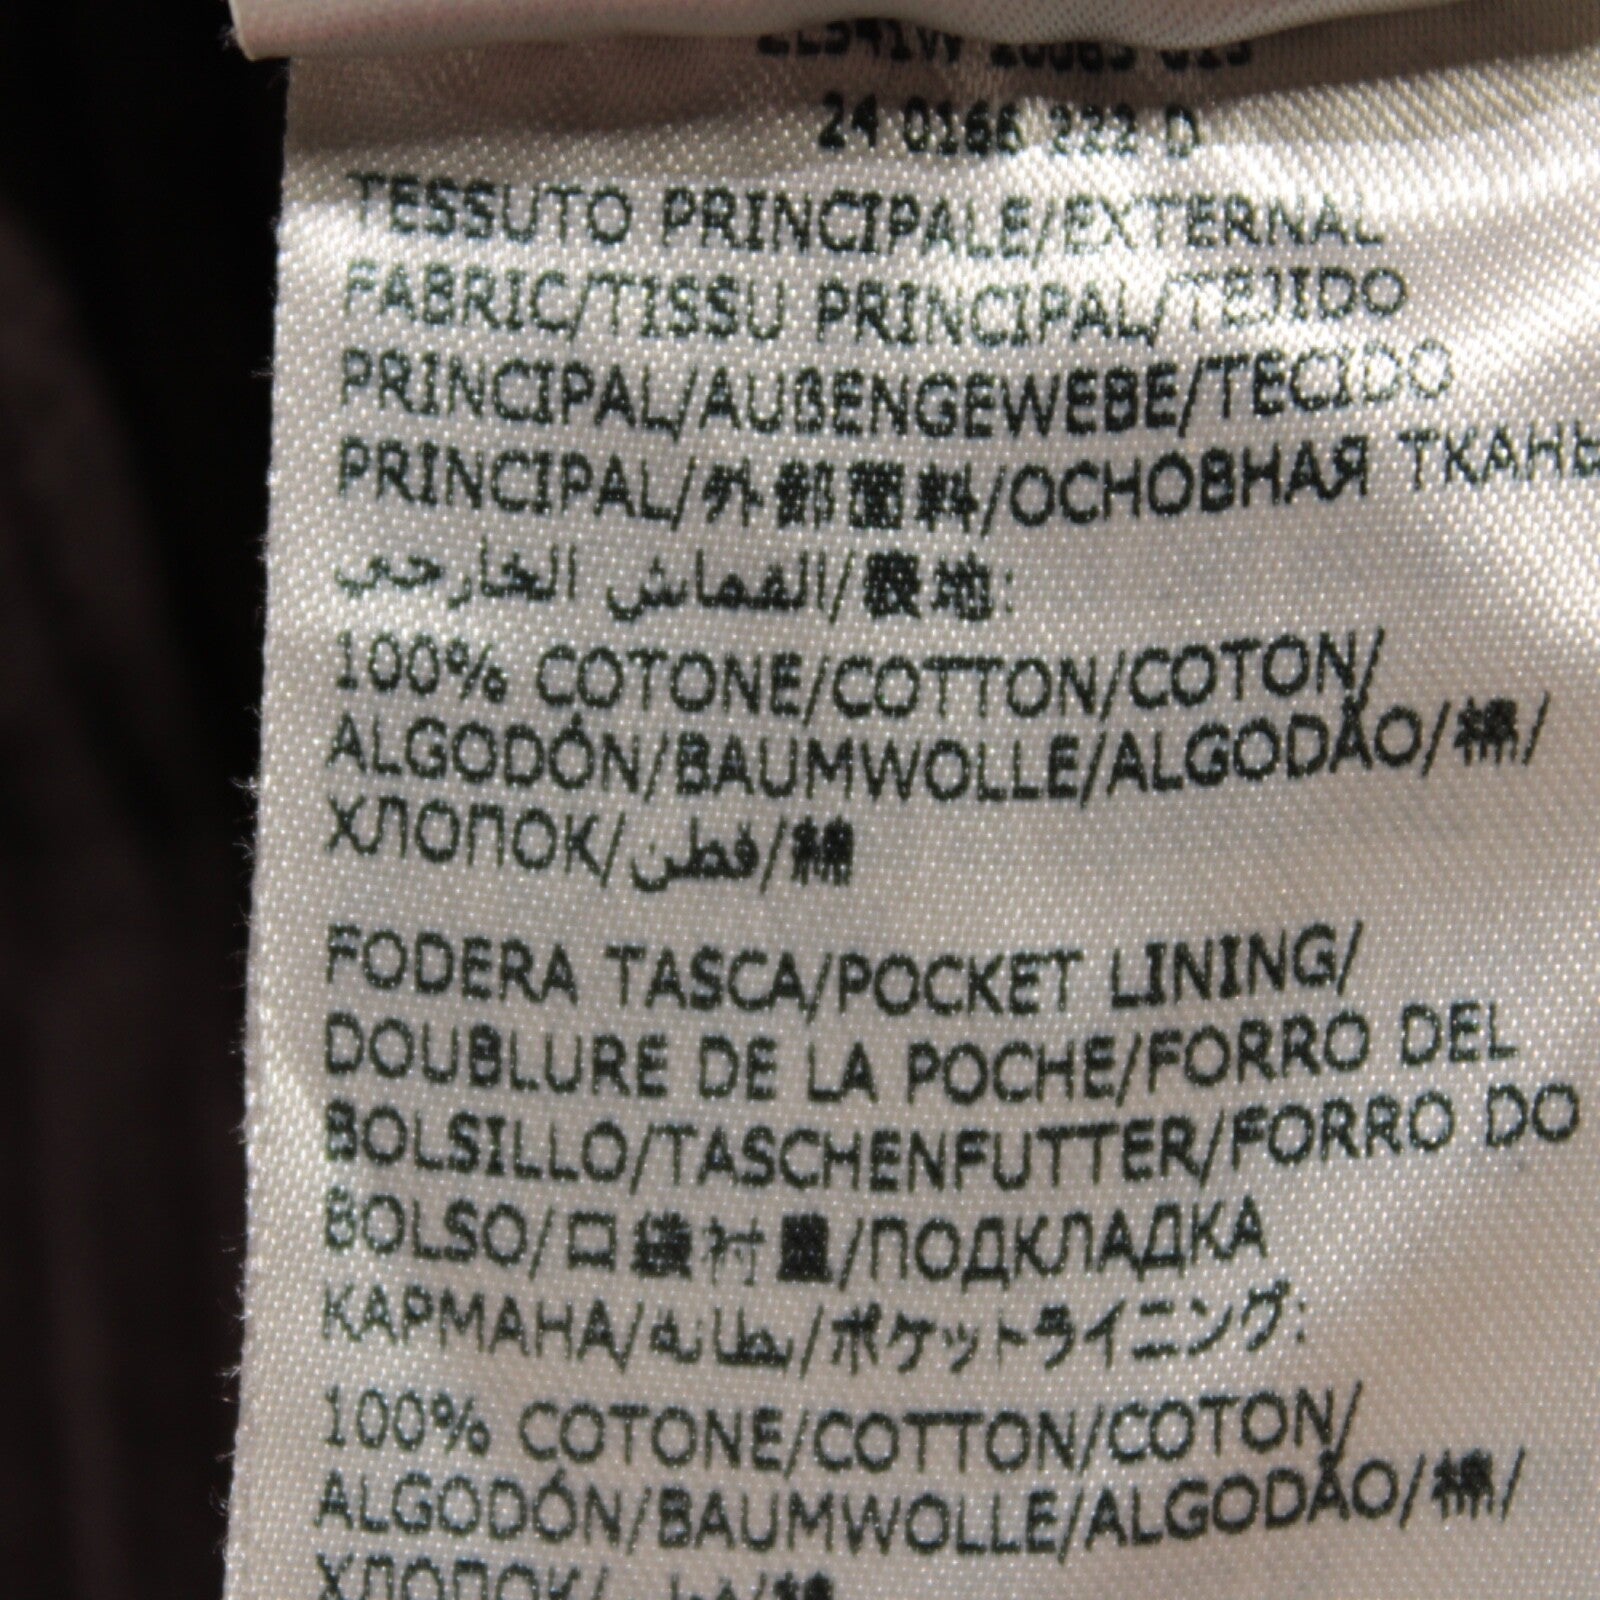 24 0166 222 D
TESSUTO PRINCIPALE/EXTERNAL
FABRIC/TISSU PRINCIPAL/TEJIDO
PRINCIPAL/AUßENGEWEBE/TECIDO
PRINCIPAL/外部面料/ОСНОВНАЯ ТКАНЬ
القماش الخارجي/表地:
100% COTONE/COTTON/COTON/
ALGODÓN/BAUMWOLLE/ALGODÃO/棉/
ХЛОПОК/قطن/綿
FODERA TASCA/POCKET LINING/
DOUBLURE DE LA POCHE/FORRO DEL
BOLSILLO/TASCHENFUTTER/FORRO DO
BOLSO/口袋衬里/ПОДКЛАДКА
КАРМАНА/بطانة/ポケットライニング:
100% COTONE/COTTON/COTON/
ALGODÓN/BAUMWOLLE/ALGODÃO/棉/
ХЛОПОК/قطن/綿